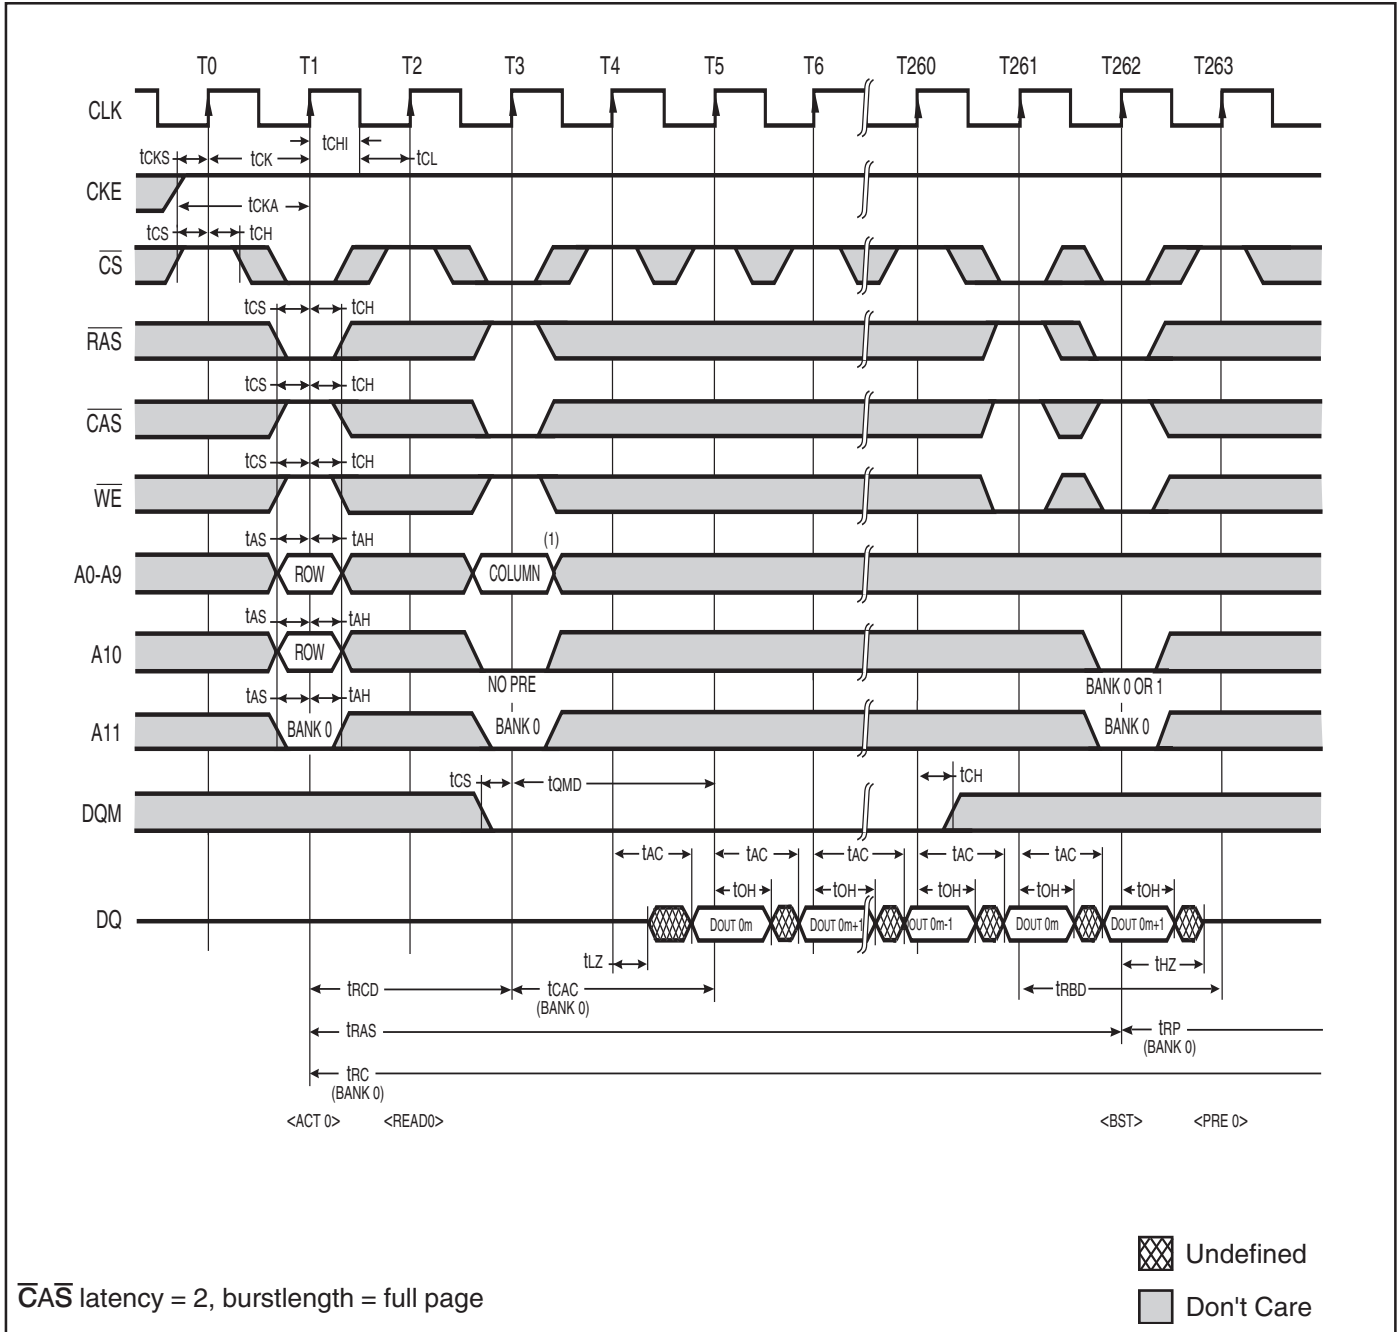 T0 T1 T2 T3 T4 T5 T6 T260 T261 T262 T263
CLK
tCHI
tCKS tCK tCL
CKE
tCKA
tCS tCH
CS
tCS tCH
RAS
tCS tCH
CAS
tCS tCH
WE
tAS tAH (1)
A0-A9 ROW COLUMN
tAS tAH
A10 ROW
NO PRE BANK 0 OR 1
tAS tAH
A11 BANK 0 BANK 0 BANK 0
tCS tQMD tCH
DQM
tAC tAC tAC tAC tAC
tOH tOH tOH tOH tOH
DQ DOUT 0m DOUT 0m+1 OUT 0m-1 DOUT 0m DOUT 0m+1
tLZ tHZ
tRCD tCAC tRBD
(BANK 0)
tRAS tRP
(BANK 0)
tRC
(BANK 0)
<ACT 0> <READ0> <BST> <PRE 0>
Undefined
CAS latency = 2, burstlength = full page
Don't Care